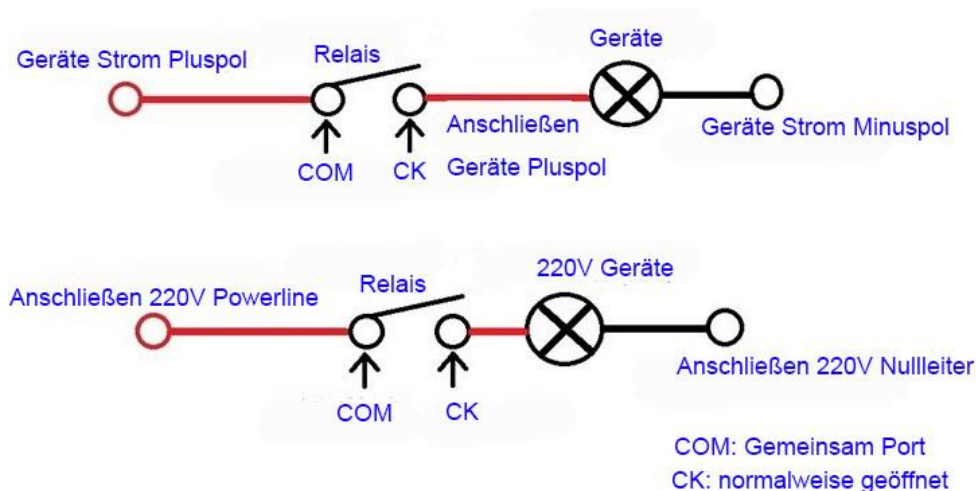 Geräte
Relais
Geräte Strom Pluspol
Anschließen
Geräte Pluspol
COM
CK
Geräte Strom Minuspol
220V Geräte
Relais
Anschließen 220V Powerline
COM
CK
Anschließen 220V Nullleiter
COM: Gemeinsam Port
CK: normalweise geöffnet